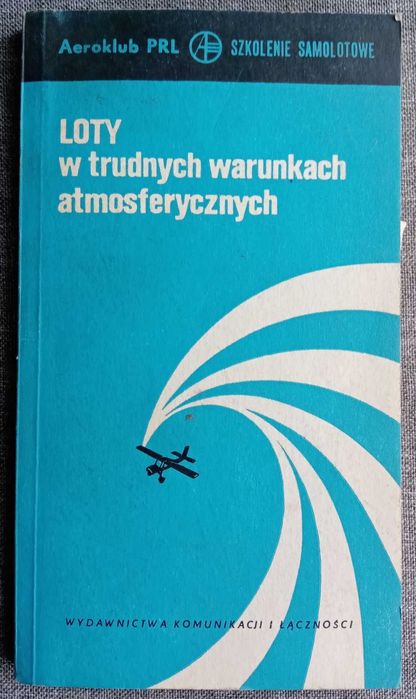 Aeroklub PRL SZKOLENIE SAMOLOTOWE
LOTY
w trudnych warunkach
atmosferycznych
WYDAWNICTWA KOMUNIKACJI I ŁĄCZNOŚCI